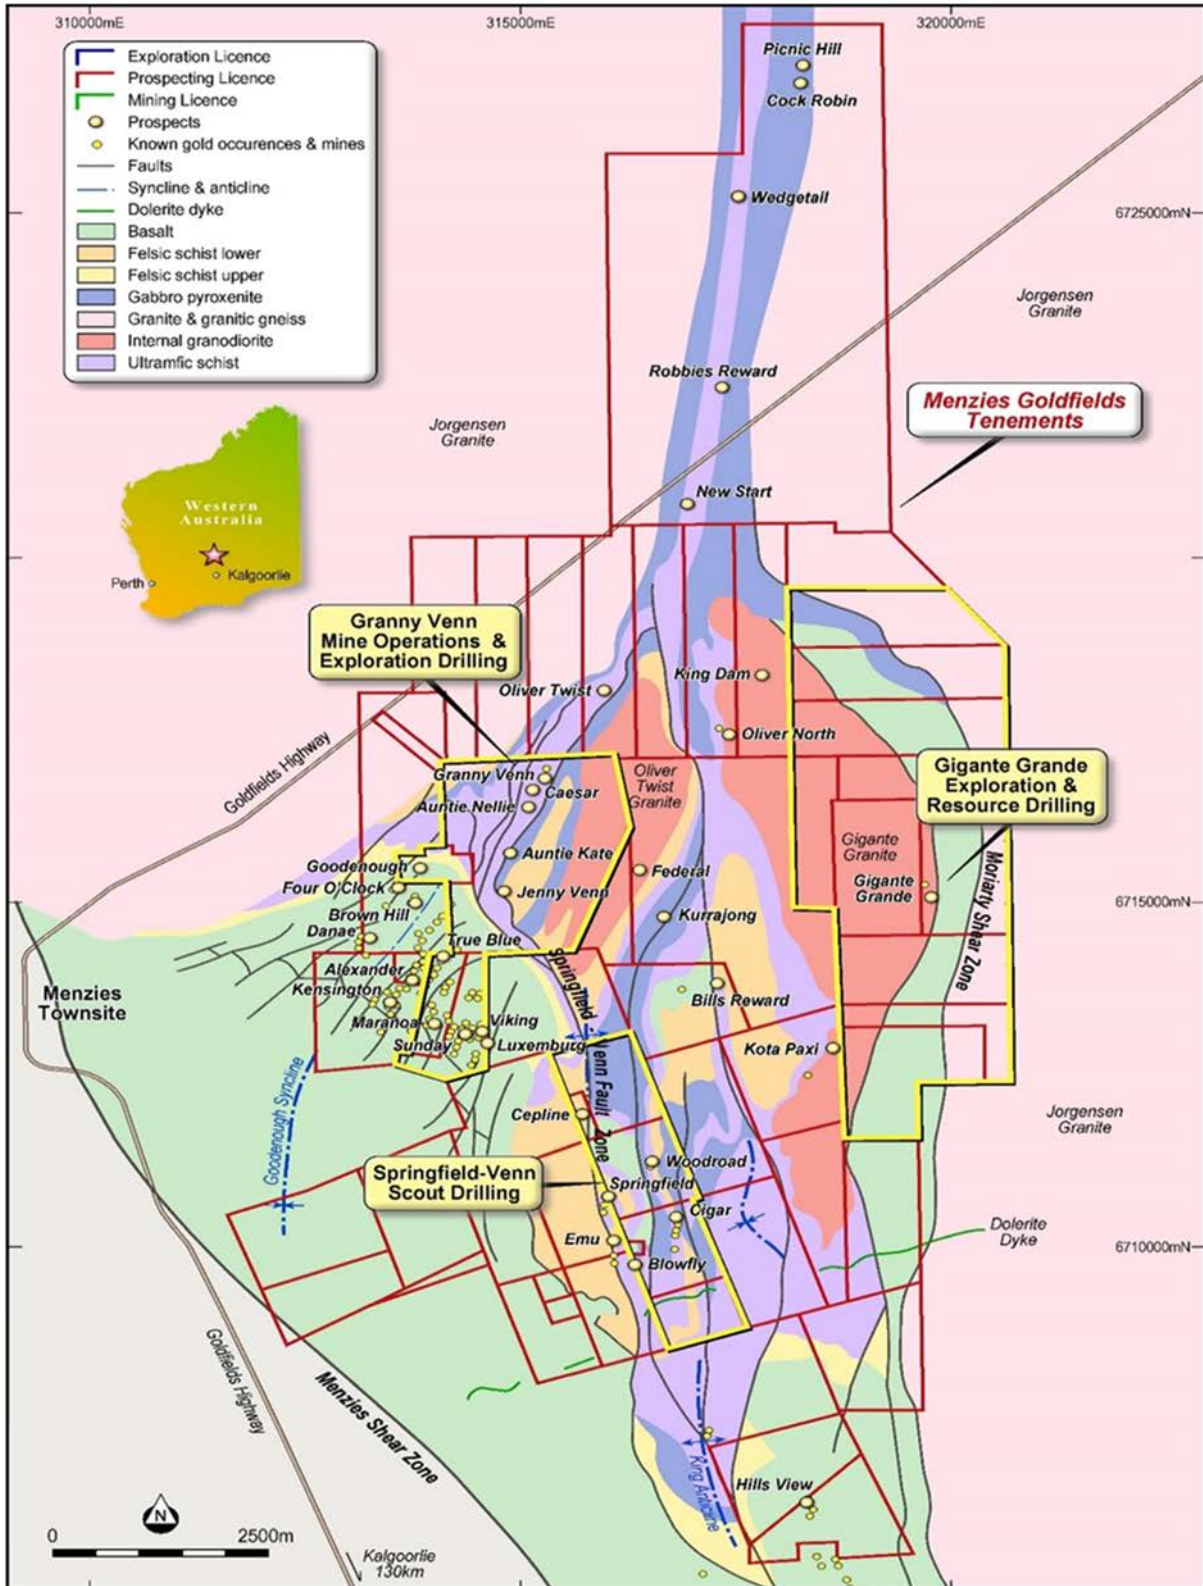 310000mE
315000mE
320000mE
Exploration Licence
Prospecting Licence
Mining Licence
Prospects
Known gold occurences & mines
Faults
Syncline & anticline
Dolerite dyke
Basalt
Felsic schist lower
Felsic schist upper
Gabbro pyroxenite
Granite & granitic gneiss
Internal granodiorite
Ultramfic schist
Picnic Hill
Cock Robin
Wedgetail
6725000mN
Jorgensen
Granite
Robbies Reward
Menzies Goldfields
Tenements
Jorgensen
Granite
New Start
Western
Australia
Perth
Kalgoorlie
Granny Venn
Mine Operations &
Exploration Drilling
King Dam
Oliver Twist
Oliver North
Goldfields Highway
Granny Venn
Caesar
Auntie Nellie
Oliver
Twist
Granite
Gigante Grande
Exploration &
Resource Drilling
Gigante
Granite
Auntie Kate
Goodenough
Federal
Four O'Clock
Jenny Venn
Gigante
Grande
Moriarty Shear Zone
Brown Hill
Kurrajong
6715000mN
Danae
True Blue
Springfield - Venn Fault Zone
Alexander
Kensington
Bills Reward
Menzies
Townsite
Maranoa
Viking
Sunday
Luxemburg
Kota Paxi
Goodenough Syncline
Cepline
Jorgensen
Granite
Springfield-Venn
Scout Drilling
Woodroad
Springfield
Cigar
Emu
Blowfly
Dolerite
Dyke
6710000mN
Goldfields Highway
Menzies Shear Zone
King Anticline
Hills View
N
0
2500m
Kalgoorlie
130km